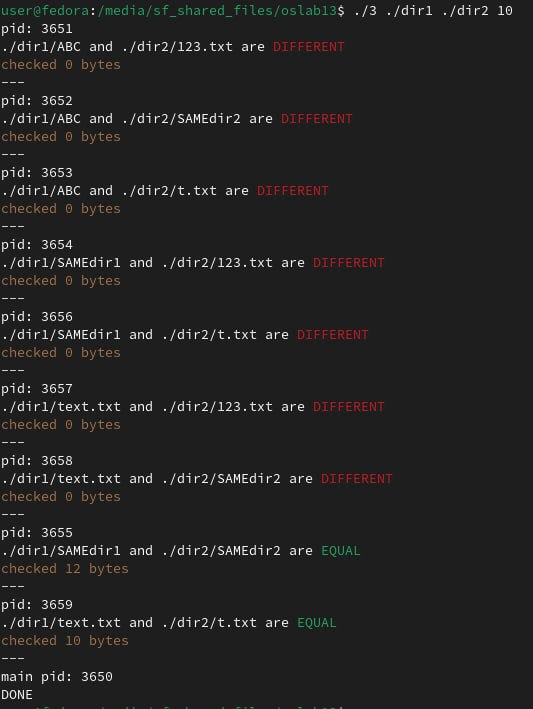 user@fedora:/media/sf_shared_files/oslab13$ ./3 ./dir1 ./dir2 10
pid: 3651
./dir1/ABC and ./dir2/123.txt are DIFFERENT
checked 0 bytes
---
pid: 3652
./dir1/ABC and ./dir2/SAMEdir2 are DIFFERENT
checked 0 bytes
---
pid: 3653
./dir1/ABC and ./dir2/t.txt are DIFFERENT
checked 0 bytes
---
pid: 3654
./dir1/SAMEdir1 and ./dir2/123.txt are DIFFERENT
checked 0 bytes
---
pid: 3656
./dir1/SAMEdir1 and ./dir2/t.txt are DIFFERENT
checked 0 bytes
---
pid: 3657
./dir1/text.txt and ./dir2/123.txt are DIFFERENT
checked 0 bytes
---
pid: 3658
./dir1/text.txt and ./dir2/SAMEdir2 are DIFFERENT
checked 0 bytes
---
pid: 3655
./dir1/SAMEdir1 and ./dir2/SAMEdir2 are EQUAL
checked 12 bytes
---
pid: 3659
./dir1/text.txt and ./dir2/t.txt are EQUAL
checked 10 bytes
---
main pid: 3650
DONE